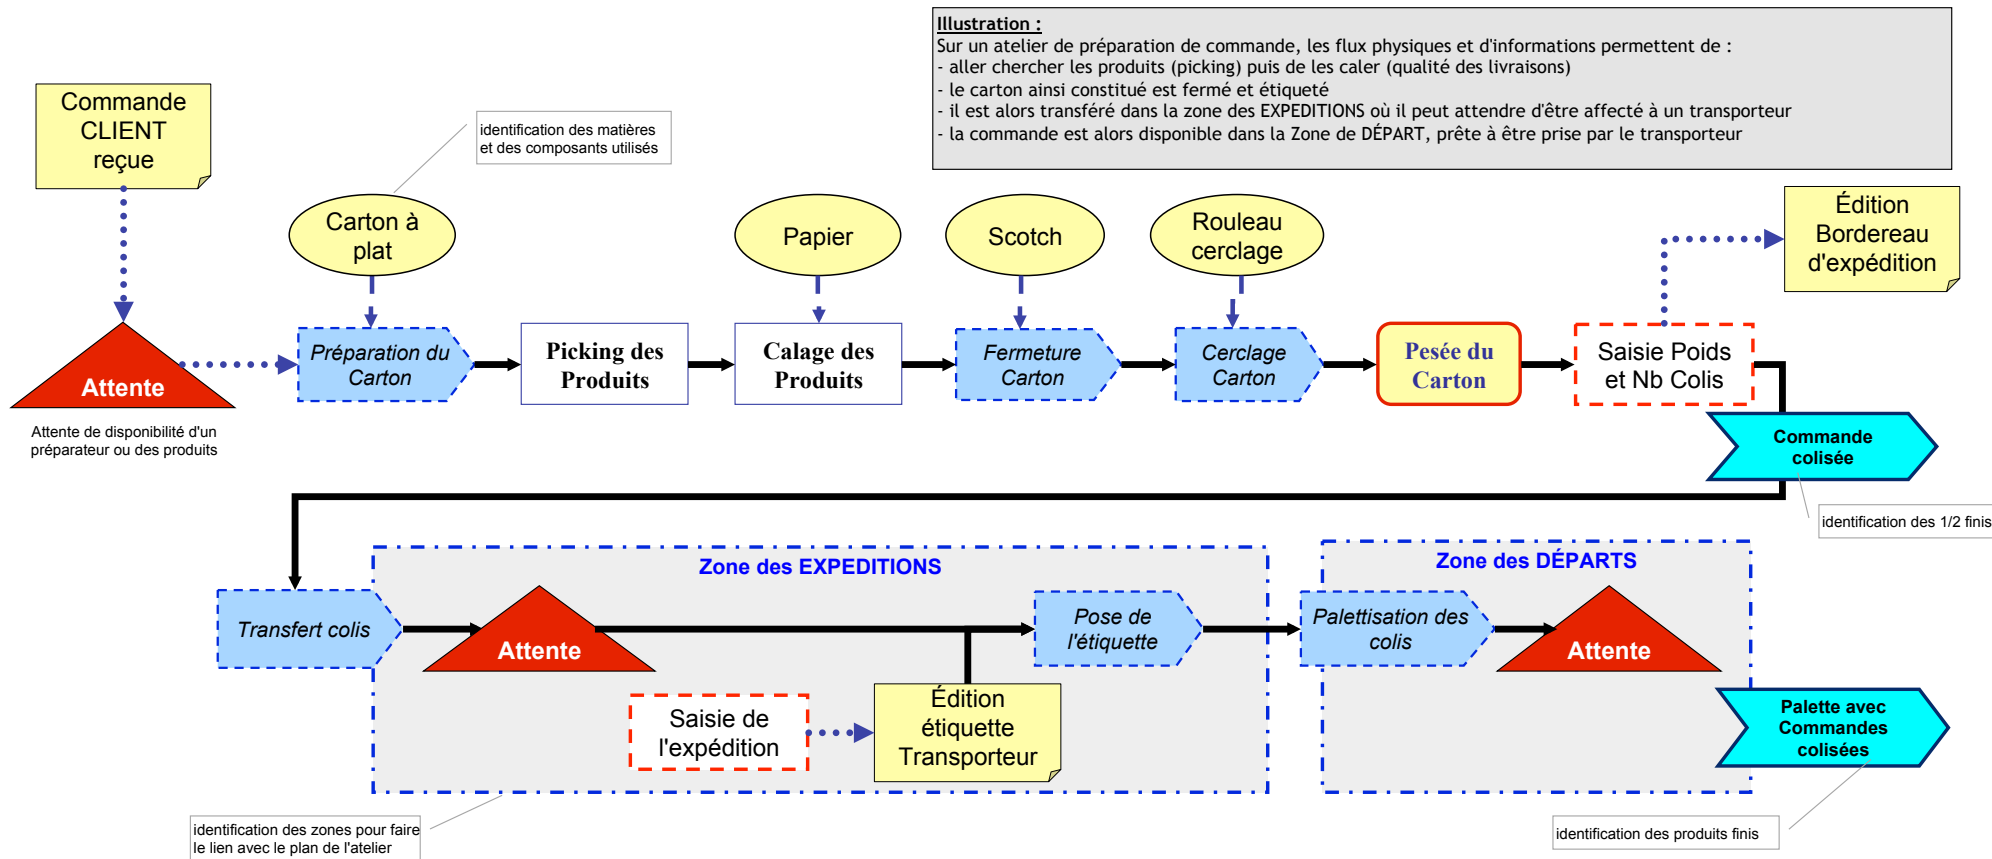 Illustration :
Sur un atelier de préparation de commande, les flux physiques et d'informations permettent de :
- aller chercher les produits (picking) puis de les caler (qualité des livraisons)
- le carton ainsi constitué est fermé et étiqueté
- il est alors transféré dans la zone des EXPEDITIONS où il peut attendre d'être affecté à un transporteur
- la commande est alors disponible dans la Zone de DÉPART, prête à être prise par le transporteur
Commande
CLIENT
reçue
identification des matières
et des composants utilisés
Carton à
plat
Papier
Scotch
Rouleau
cerclage
Édition
Bordereau
d'expédition
Attente
Attente de disponibilité d'un
préparateur ou des produits
Préparation du
Carton
Picking des
Produits
Calage des
Produits
Fermeture
Carton
Cerclage
Carton
Pesée du
Carton
Saisie Poids
et Nb Colis
Commande
colisée
identification des 1/2 finis
Zone des EXPEDITIONS
Zone des DÉPARTS
Transfert colis
Attente
Pose de
l'étiquette
Palettisation des
colis
Attente
Saisie de
l'expédition
Édition
étiquette
Transporteur
Palette avec
Commandes
colisées
identification des zones pour faire
le lien avec le plan de l'atelier
identification des produits finis